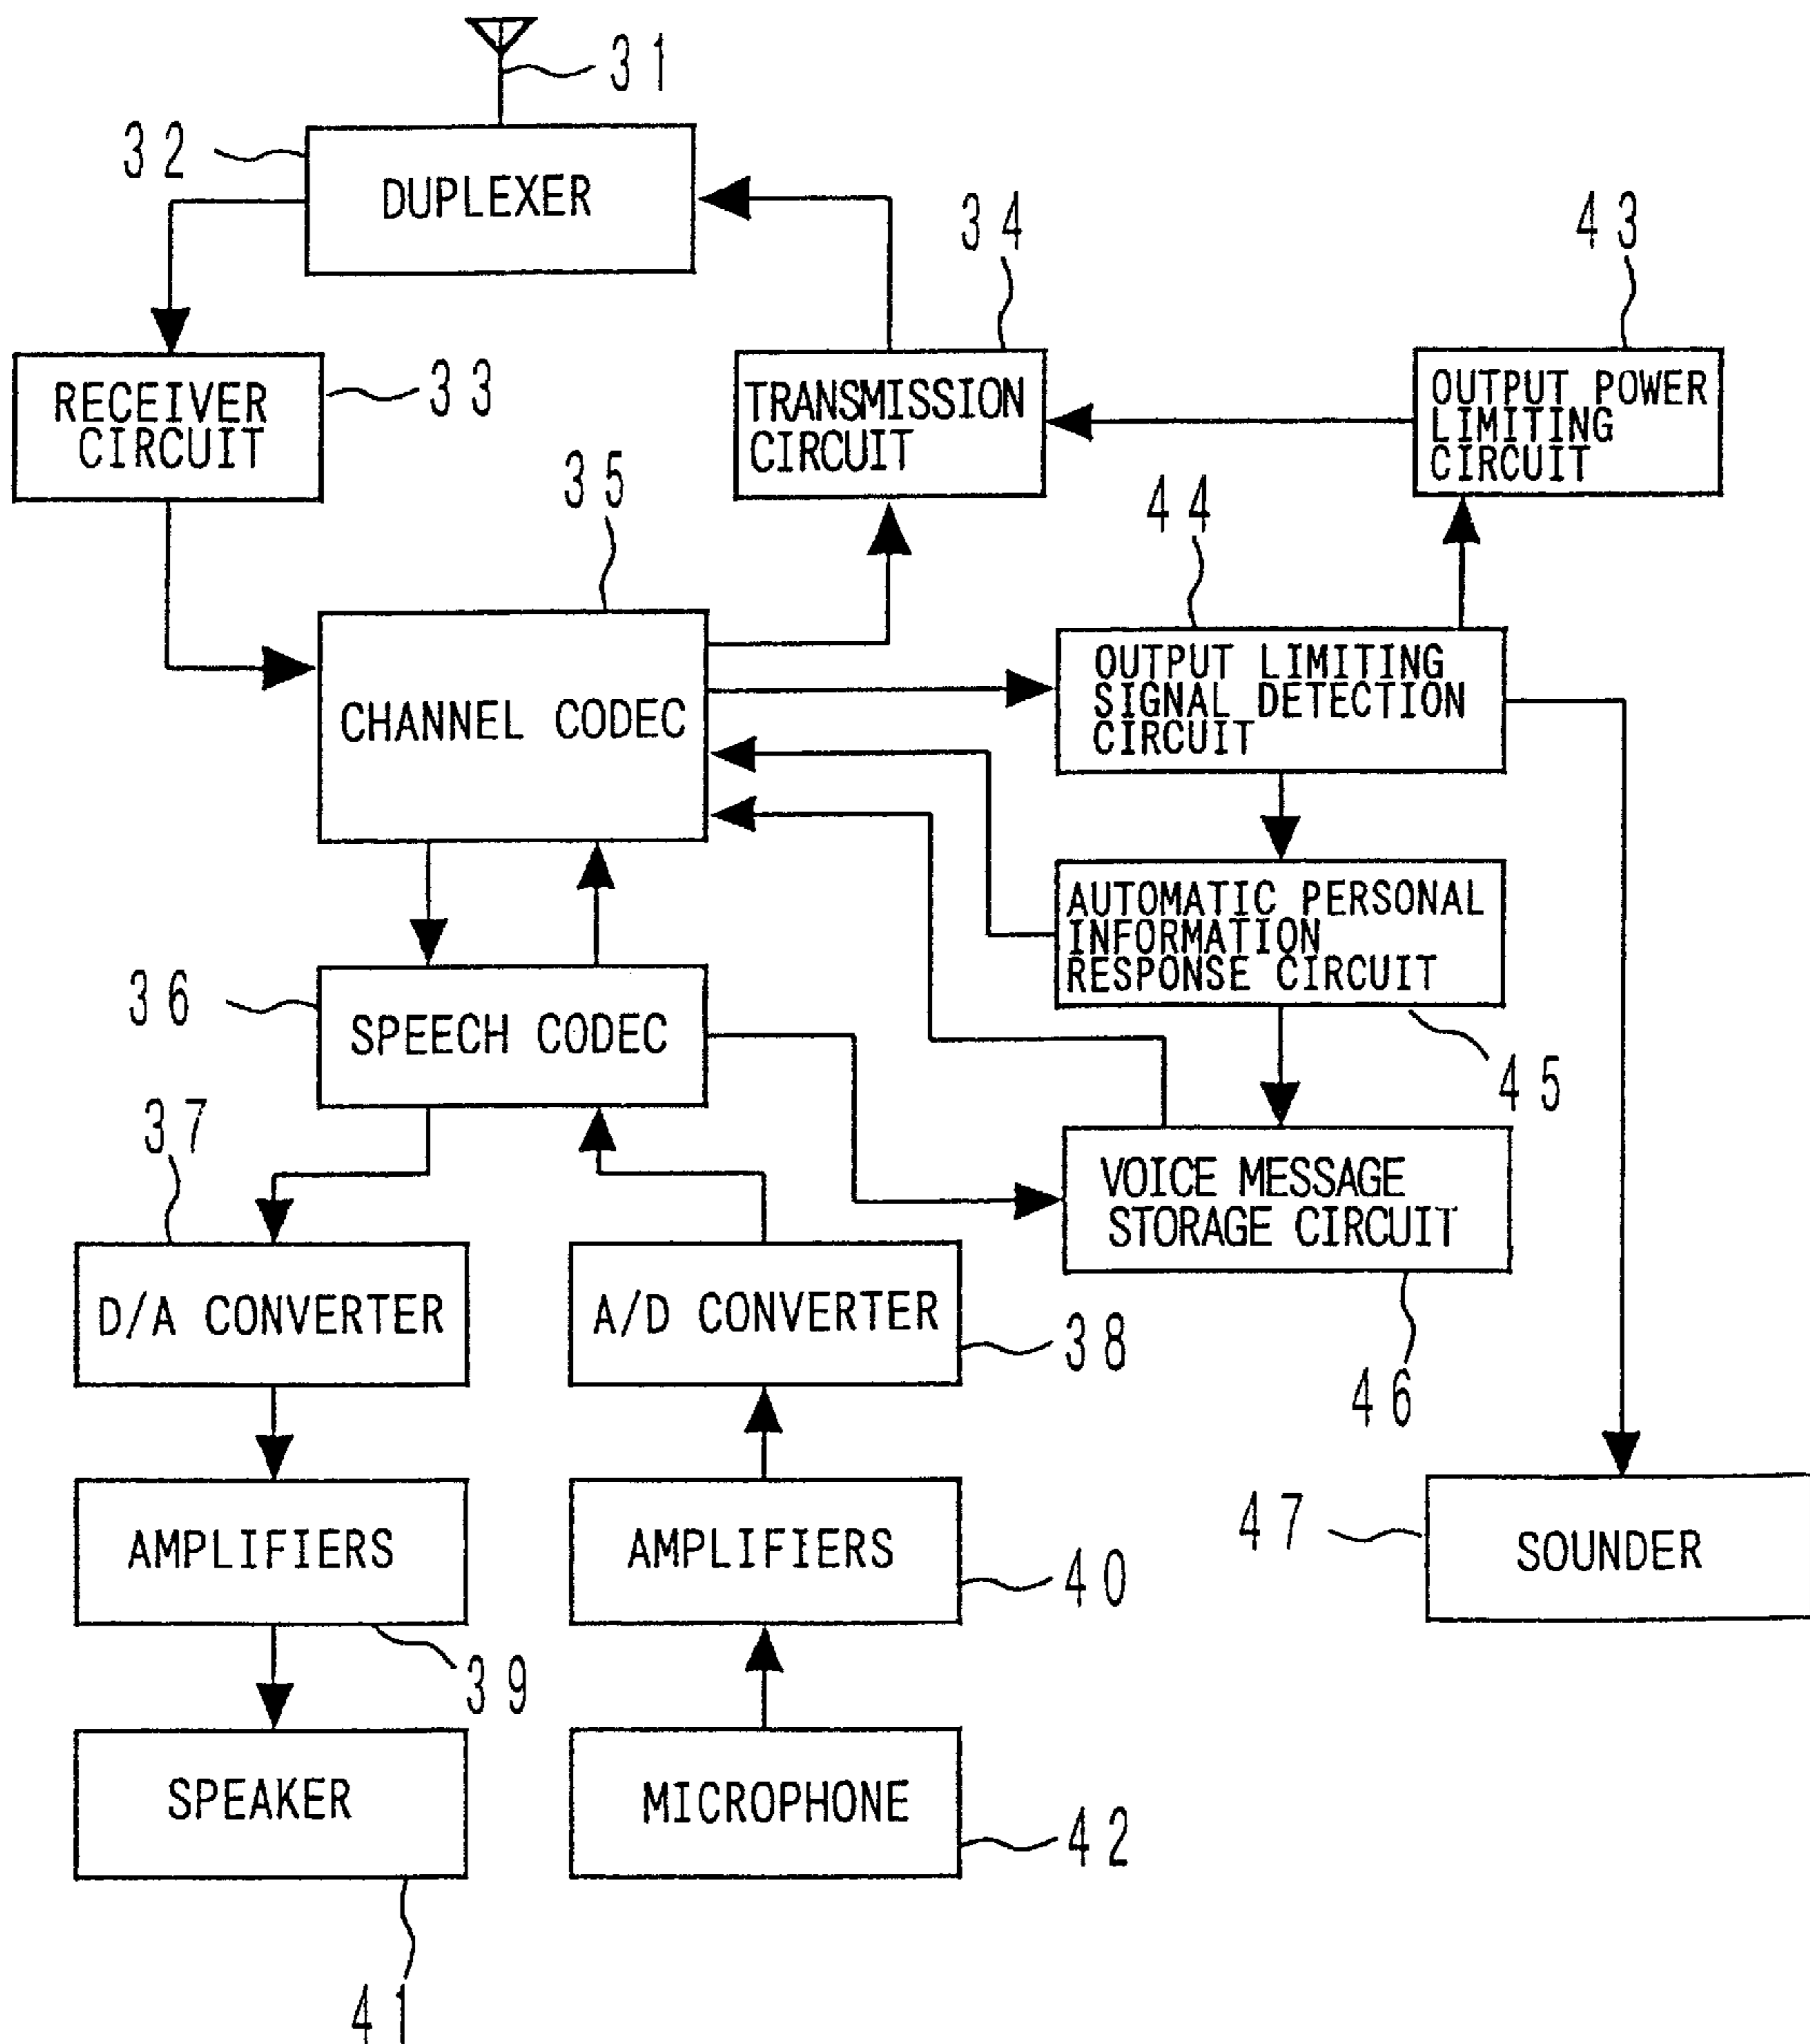 31
32
DUPLEXER
34
43
RECEIVER
CIRCUIT
33
TRANSMISSION
CIRCUIT
OUTPUT POWER
LIMITING
CIRCUIT
35
44
CHANNEL CODEC
OUTPUT LIMITING
SIGNAL DETECTION
CIRCUIT
AUTOMATIC PERSONAL
INFORMATION
RESPONSE CIRCUIT
36
SPEECH CODEC
45
37
VOICE MESSAGE
STORAGE CIRCUIT
D/A CONVERTER
A/D CONVERTER
38
46
AMPLIFIERS
AMPLIFIERS
40
47
SOUNDER
39
SPEAKER
MICROPHONE
42
41